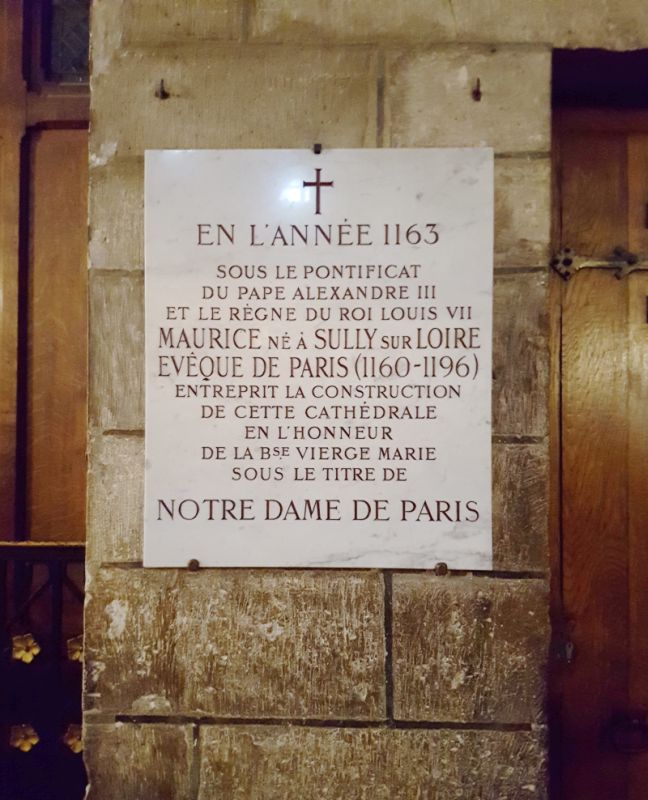 EN L'ANNÉE 1163
SOUS LE PONTIFICAT
DU PAPE ALEXANDRE III
ET LE RÈGNE DU ROI LOUIS VII
MAURICE NÉ À SULLY SUR LOIRE
EVÊQUE DE PARIS (1160-1196)
ENTREPRIT LA CONSTRUCTION
DE CETTE CATHÉDRALE
EN L'HONNEUR
DE LA BSE VIERGE MARIE
SOUS LE TITRE DE
NOTRE DAME DE PARIS